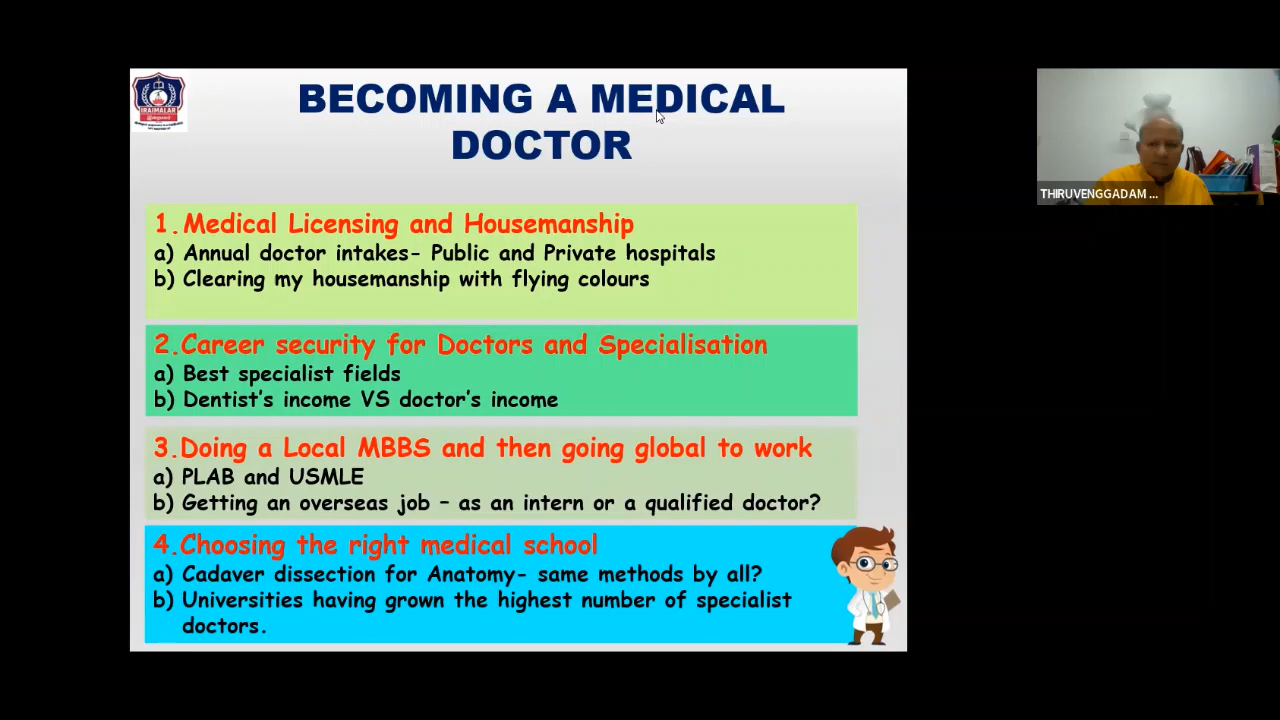 BECOMING A MEDICAL
DOCTOR
IRAIMALAR
THIRUVENGGADAM ...
1. Medical Licensing and Housemanship
a) Annual doctor intakes- Public and Private hospitals
b) Clearing my housemanship with flying colours
2.Career security for Doctors and Specialisation
a) Best specialist fields
b) Dentist's income VS doctor's income
3.Doing a Local MBBS and then going global to work
a) PLAB and USMLE
b) Getting an overseas job – as an intern or a qualified doctor?
4.Choosing the right medical school
a) Cadaver dissection for Anatomy- same methods by all?
b) Universities having grown the highest number of specialist
doctors.